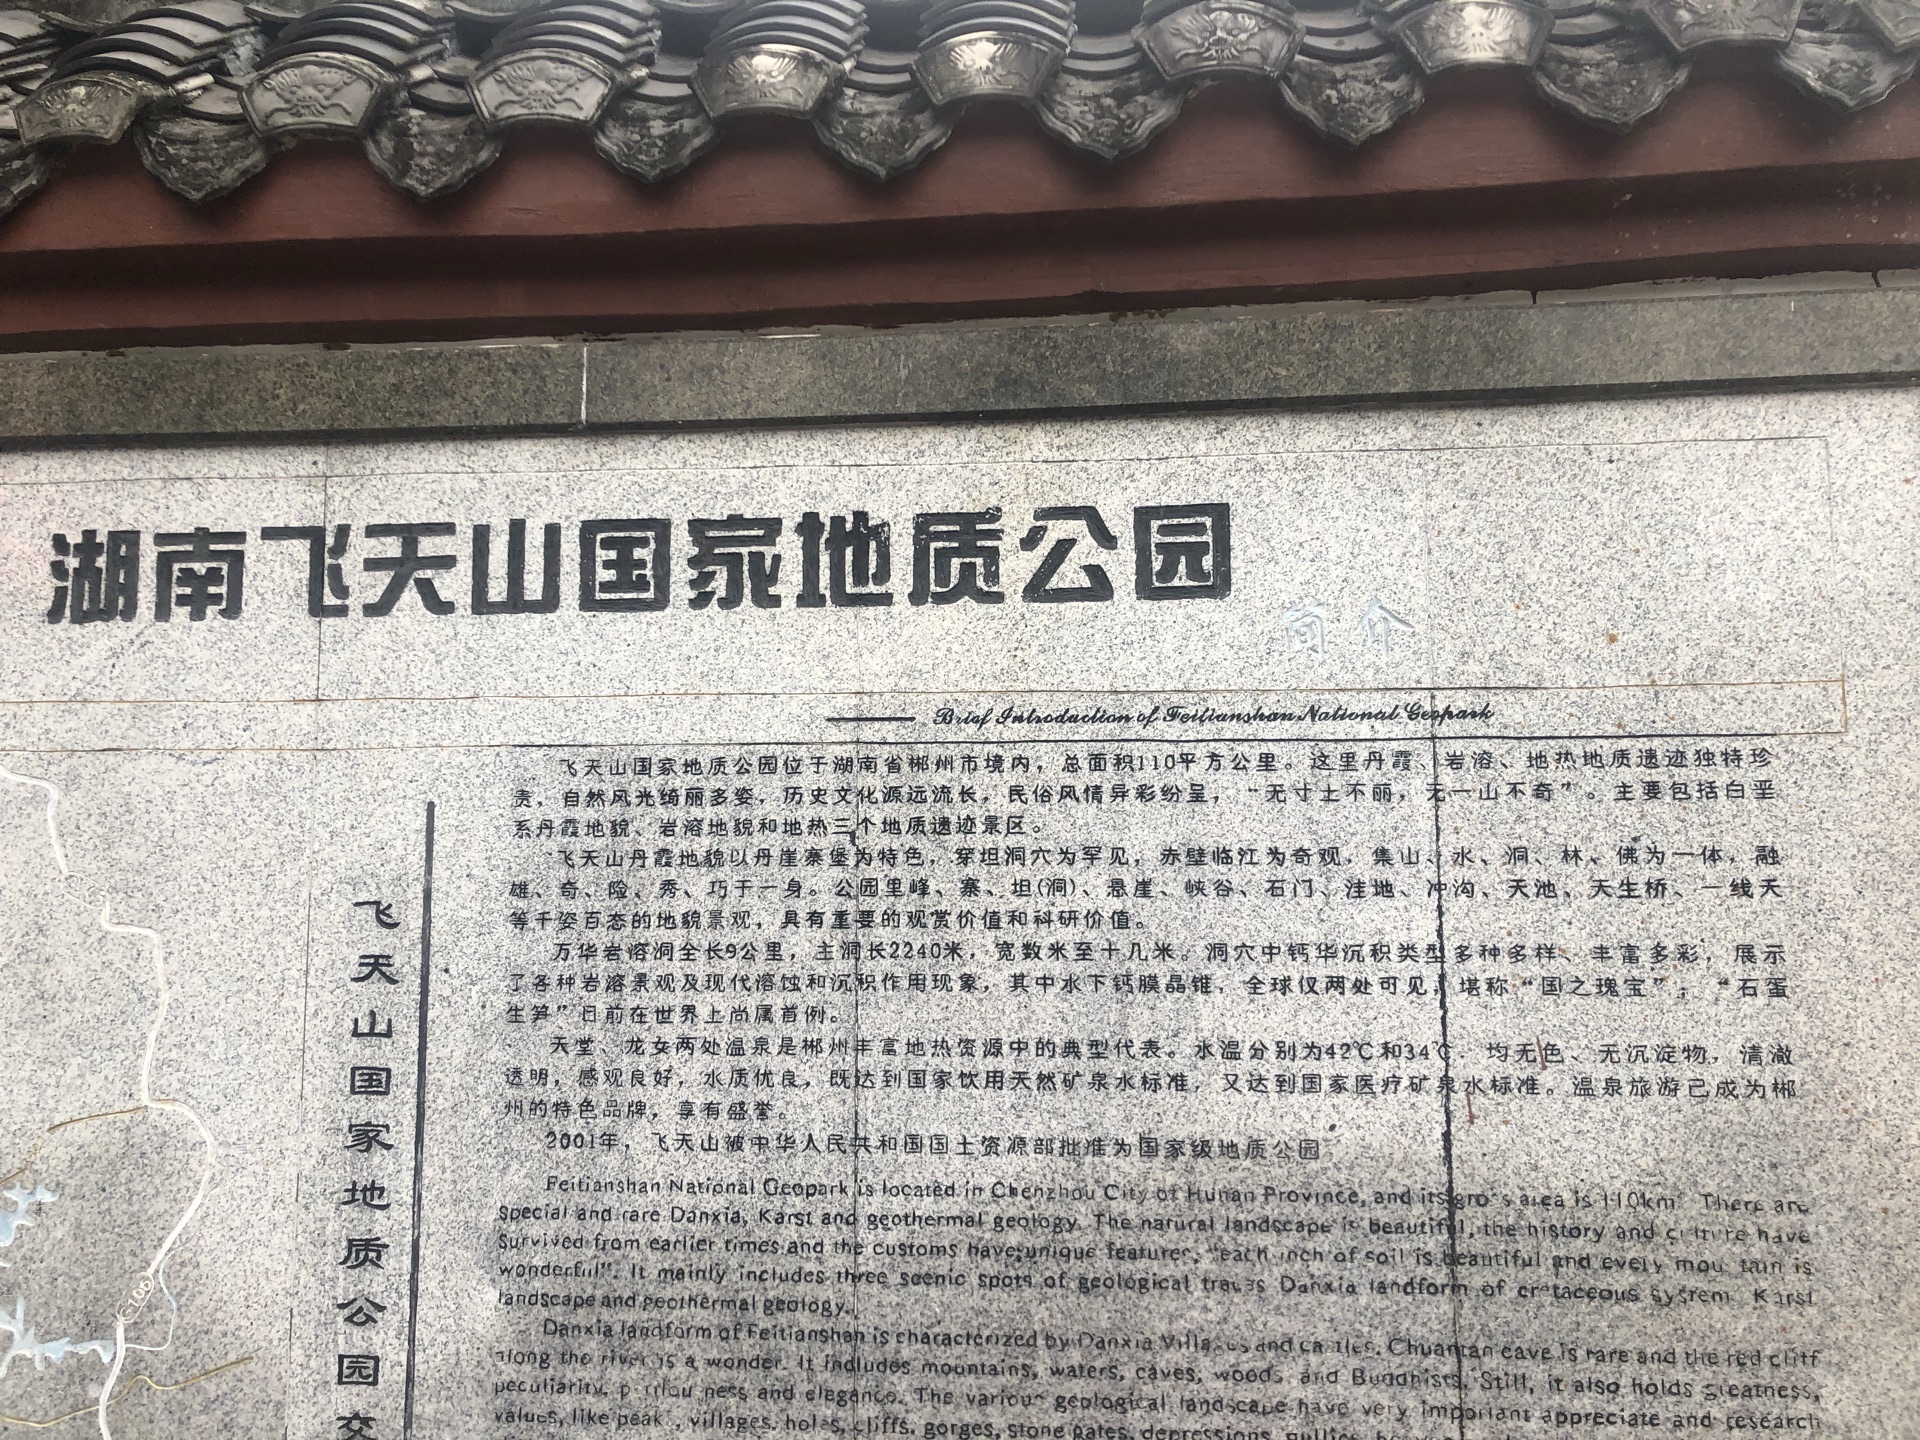 湖南飞天山国家地质公园
简介
Brief Introduction of Feitianshan National Geopark
飞天山国家地质公园位于湖南省郴州市境内，总面积110平方公里。这里丹霞、岩溶、地热地质遗迹独特珍
贵，自然风光绮丽多姿，历史文化源远流长，民俗风情异彩纷呈，“无寸土不丽，无一山不奇”。主要包括白垩
系丹霞地貌、岩溶地貌和地热三个地质遗迹景区。
飞天山丹霞地貌以丹崖寨堡为特色，穿坦洞穴为罕见，赤壁临江为奇观，集山、水、洞、林、佛为一体，融
雄、奇、险、秀、巧于一身。公园里峰、寨、坦(洞)、悬崖、峡谷、石门、洼地、冲沟、天池、天生桥、一线天
等千姿百态的地貌景观，具有重要的观赏价值和科研价值。
万华岩溶洞全长9公里，主洞长2240米，宽数米至十几米。洞穴中钙华沉积类型多种多样、丰富多彩，展示
了各种岩溶景观及现代溶蚀和沉积作用现象，其中水下钙膜晶锥，全球仅两处可见，堪称“国之瑰宝”；“石蛋
生笋”目前在世界上尚属首例。
天堂、龙女两处温泉是郴州丰富地热资源中的典型代表。水温分别为42℃和34℃．均无色、无沉淀物，清澈
透明，感观良好，水质优良，既达到国家饮用天然矿泉水标准，又达到国家医疗矿泉水标准。温泉旅游已成为郴
州的特色品牌，享有盛誉。
2001年，飞天山被中华人民共和国国土资源部批准为国家级地质公园
Feitianshan National Geopark is located in Chenzhou City of Hunan Province, and its area is 110km There are
Special and rare Danxia, Karst and geothermal geology. The natural landscape is beautiful, the history and have
Survived from earlier times and the customs have unique features, "each inch of soil is beautiful and every is
wonderful". It mainly includes three scenic spots of geological Danxia landform of cretaceous sysrem Karst
landscape and geothermal geology.
Danxia landform of Feitianshan is characterized by Danxia and Chuantan cave is rare and the red cliff
along the river is a wonder. It includes mountains, waters, caves, woods and Buddhists. Still, it also holds greatness,
peculiarity, and elegance. The various geological landscape have very important appreciate and research
values, like villages, holes, cliffs, gorges, stone gates, depressions,
飞天山国家地质公园交
G107